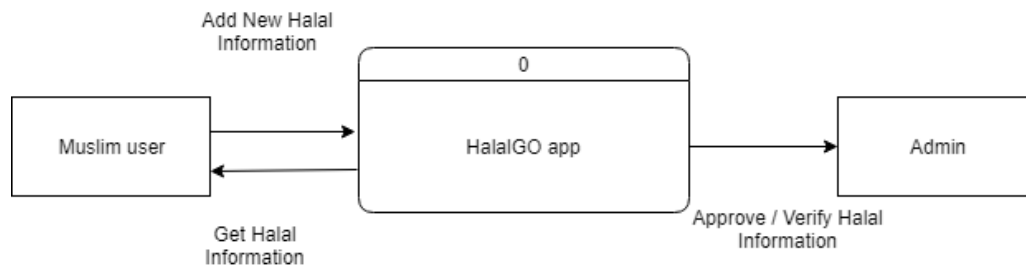 Add New Halal
Information
0
Muslim user
HalalGO app
Admin
Get Halal
Information
Approve / Verify Halal
Information